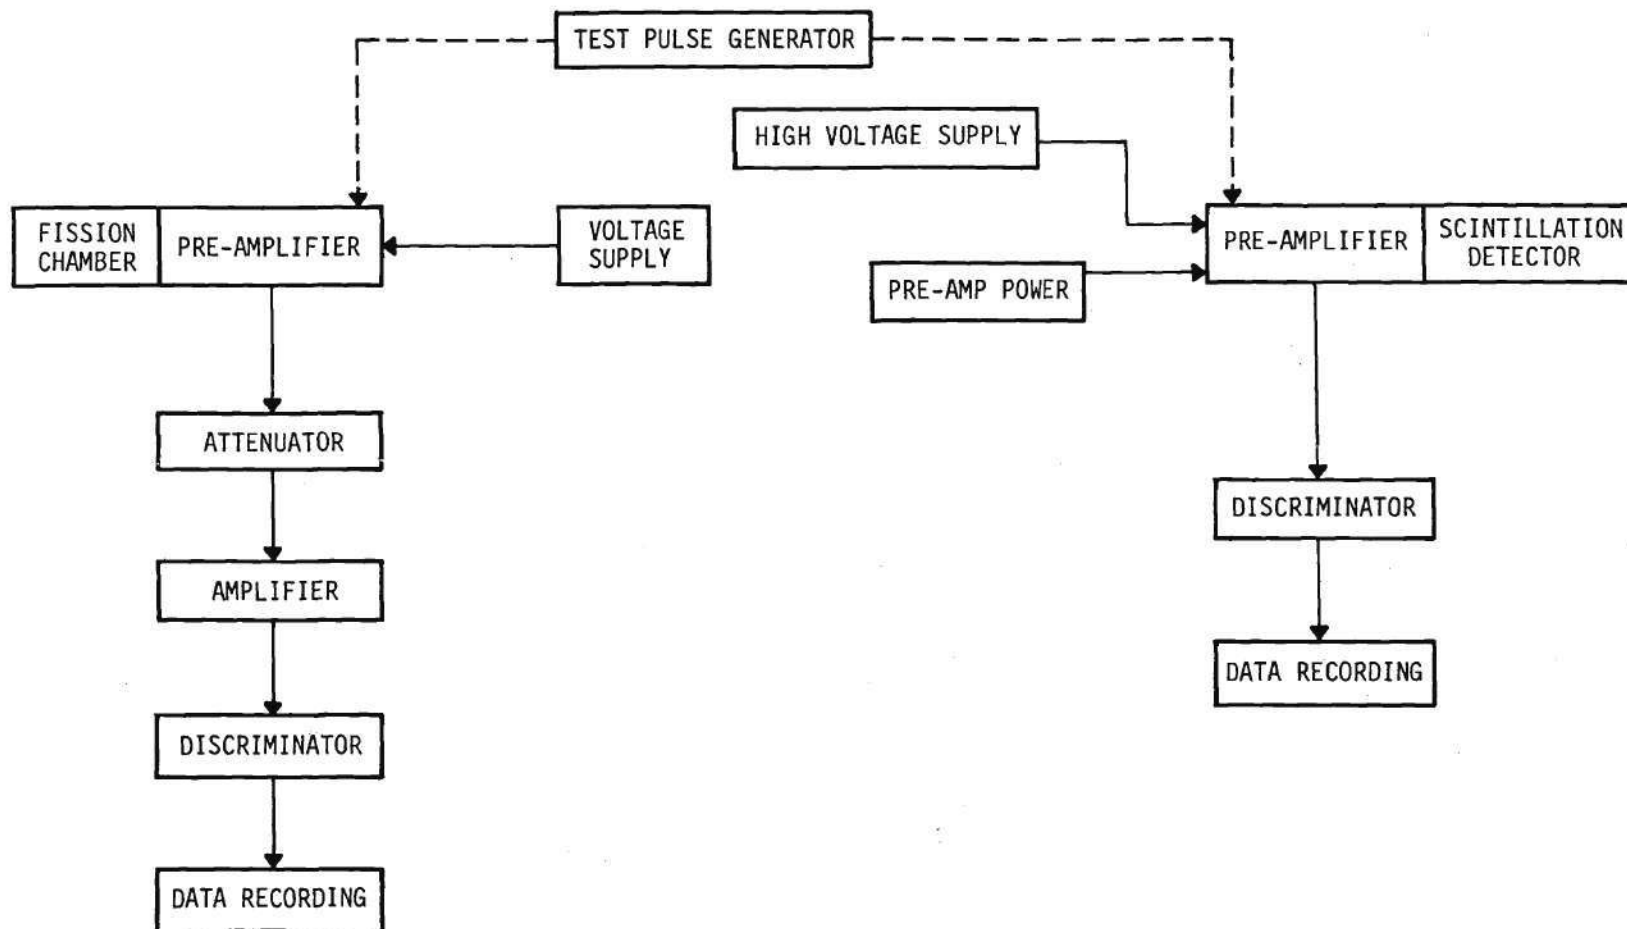 TEST PULSE GENERATOR
HIGH VOLTAGE SUPPLY
FISSION
CHAMBER
PRE-AMPLIFIER
VOLTAGE
SUPPLY
PRE-AMP POWER
PRE-AMPLIFIER
SCINTILLATION
DETECTOR
ATTENUATOR
DISCRIMINATOR
AMPLIFIER
DATA RECORDING
DISCRIMINATOR
DATA RECORDING